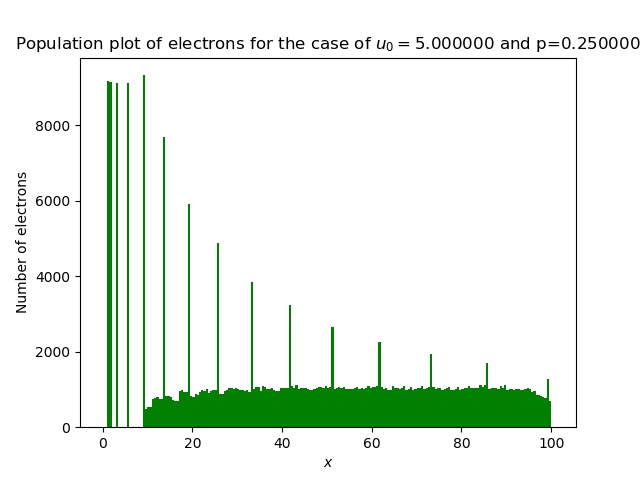 Population plot of electrons for the case of u₀ = 5.000000 and p=0.250000
Number of electrons
8000
6000
4000
2000
0
0 20 40 60 80 100
x